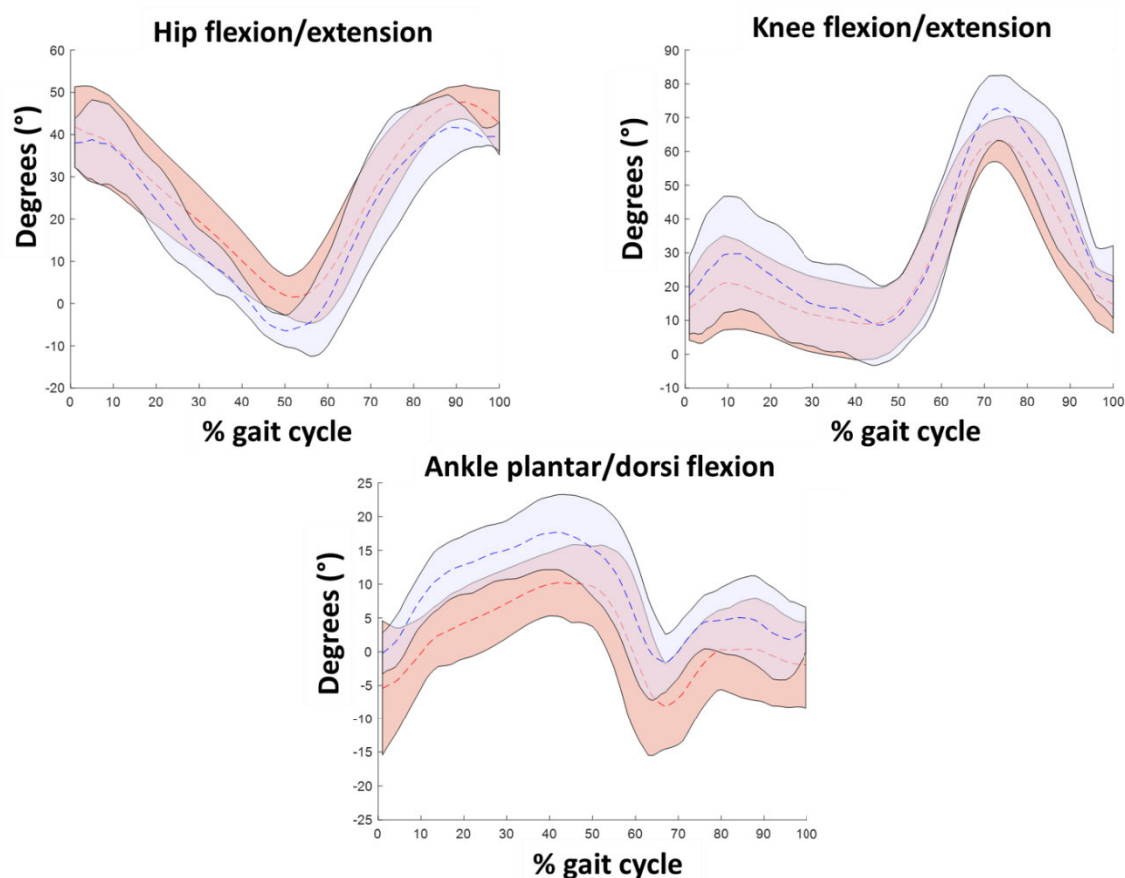 Hip flexion/extension
Degrees (°)
60
50
40
30
20
10
0
-10
-20
0 10 20 30 40 50 60 70 80 90 100
% gait cycle
Knee flexion/extension
Degrees (°)
90
80
70
60
50
40
30
20
10
0
-10
0 10 20 30 40 50 60 70 80 90 100
% gait cycle
Ankle plantar/dorsi flexion
Degrees (°)
25
20
15
10
5
0
-5
-10
-15
-20
-25
0 10 20 30 40 50 60 70 80 90 100
% gait cycle